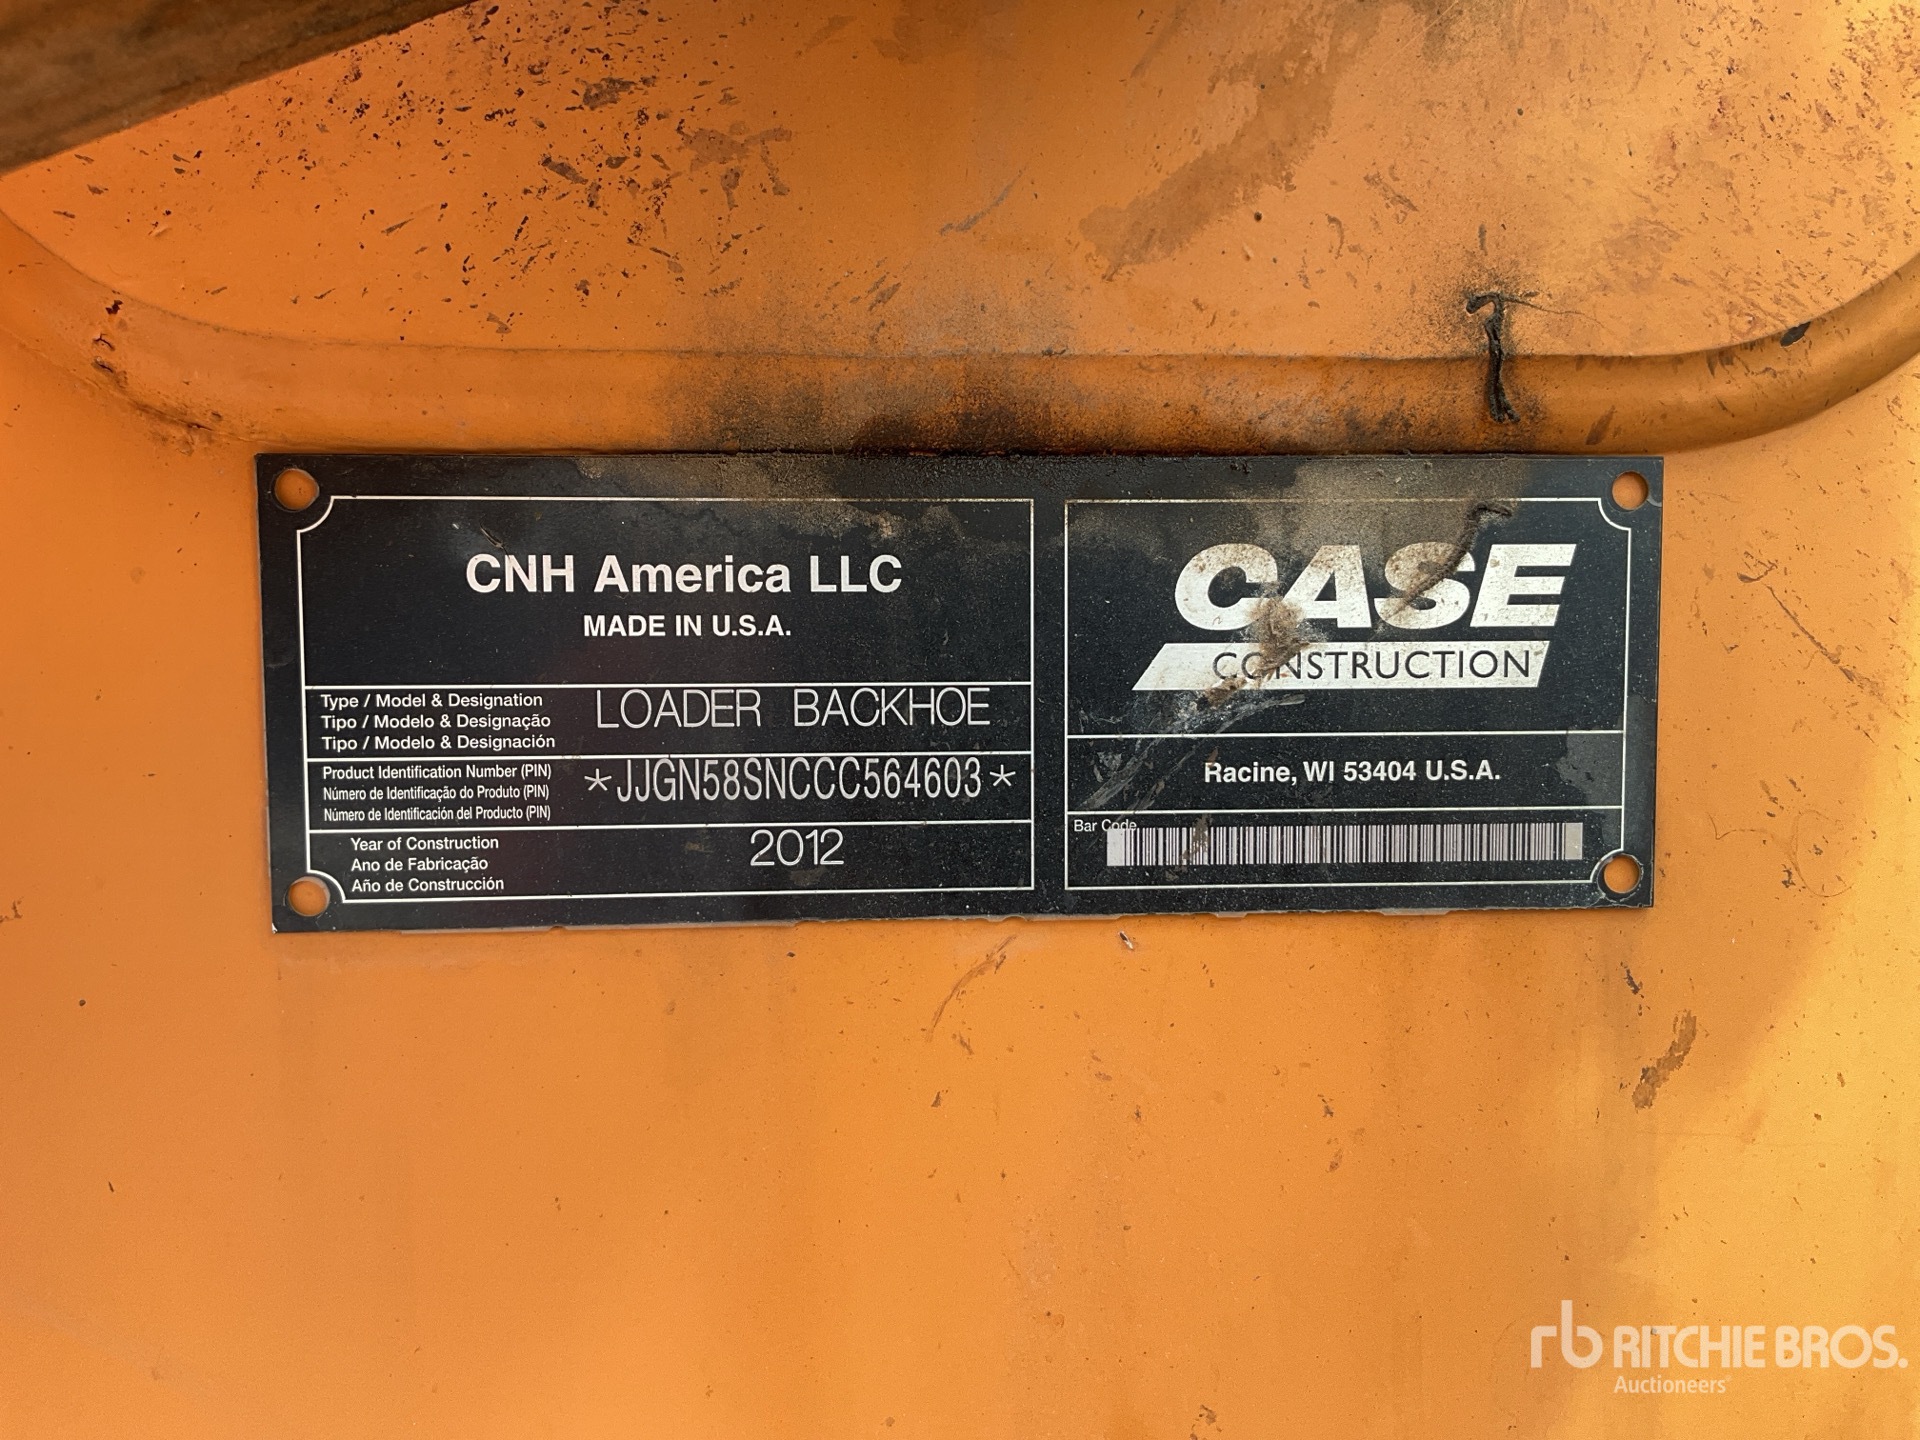 CNH America LLC
MADE IN U.S.A.
Type / Model & Designation
Tipo / Modelo & Designação
Tipo / Modelo & Designación
LOADER BACKHOE
Product Identification Number (PIN)
Número de Identificação do Produto (PIN)
Número de Identificación del Producto (PIN)
*JJGN58SNCCC564603*
Year of Construction
Ano de Fabricação
Año de Construcción
2012
CASE
CONSTRUCTION
Racine, WI 53404 U.S.A.
Bar Code
rb RITCHIE BROS.
Auctioneers